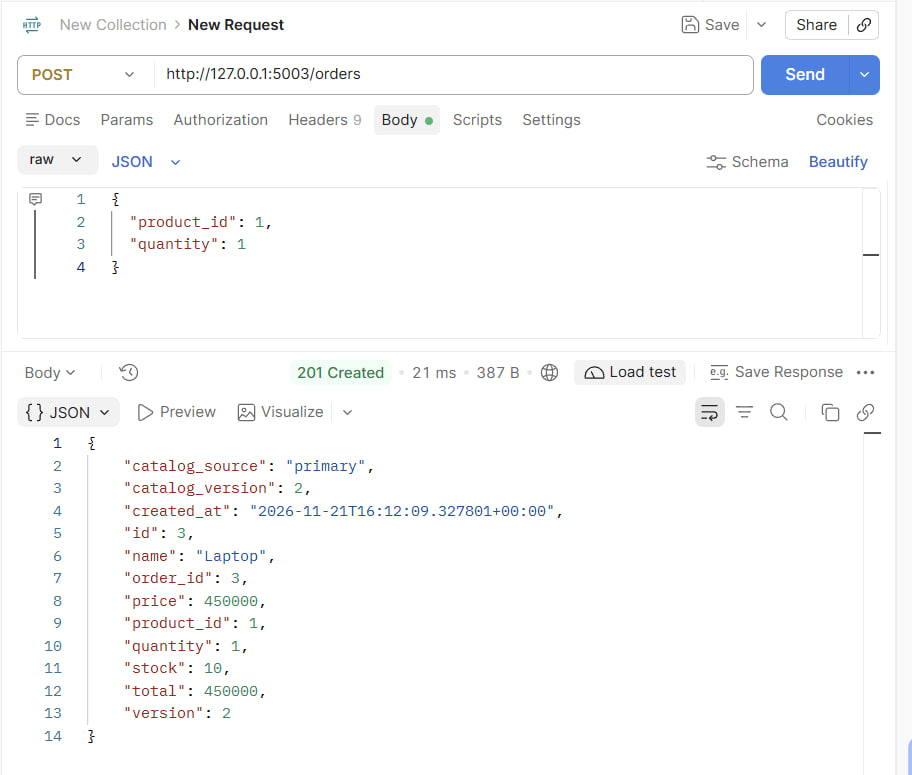 HTTP New Collection > New Request Save Share
POST http://127.0.0.1:5003/orders Send
Docs Params Authorization Headers 9 Body Scripts Settings Cookies
raw JSON Schema Beautify
1 {
2 "product_id": 1,
3 "quantity": 1
4 }
Body 201 Created • 21 ms • 387 B Load test e.g. Save Response
{} JSON Preview Visualize
1 {
2 "catalog_source": "primary",
3 "catalog_version": 2,
4 "created_at": "2026-11-21T16:12:09.327801+00:00",
5 "id": 3,
6 "name": "Laptop",
7 "order_id": 3,
8 "price": 450000,
9 "product_id": 1,
10 "quantity": 1,
11 "stock": 10,
12 "total": 450000,
13 "version": 2
14 }